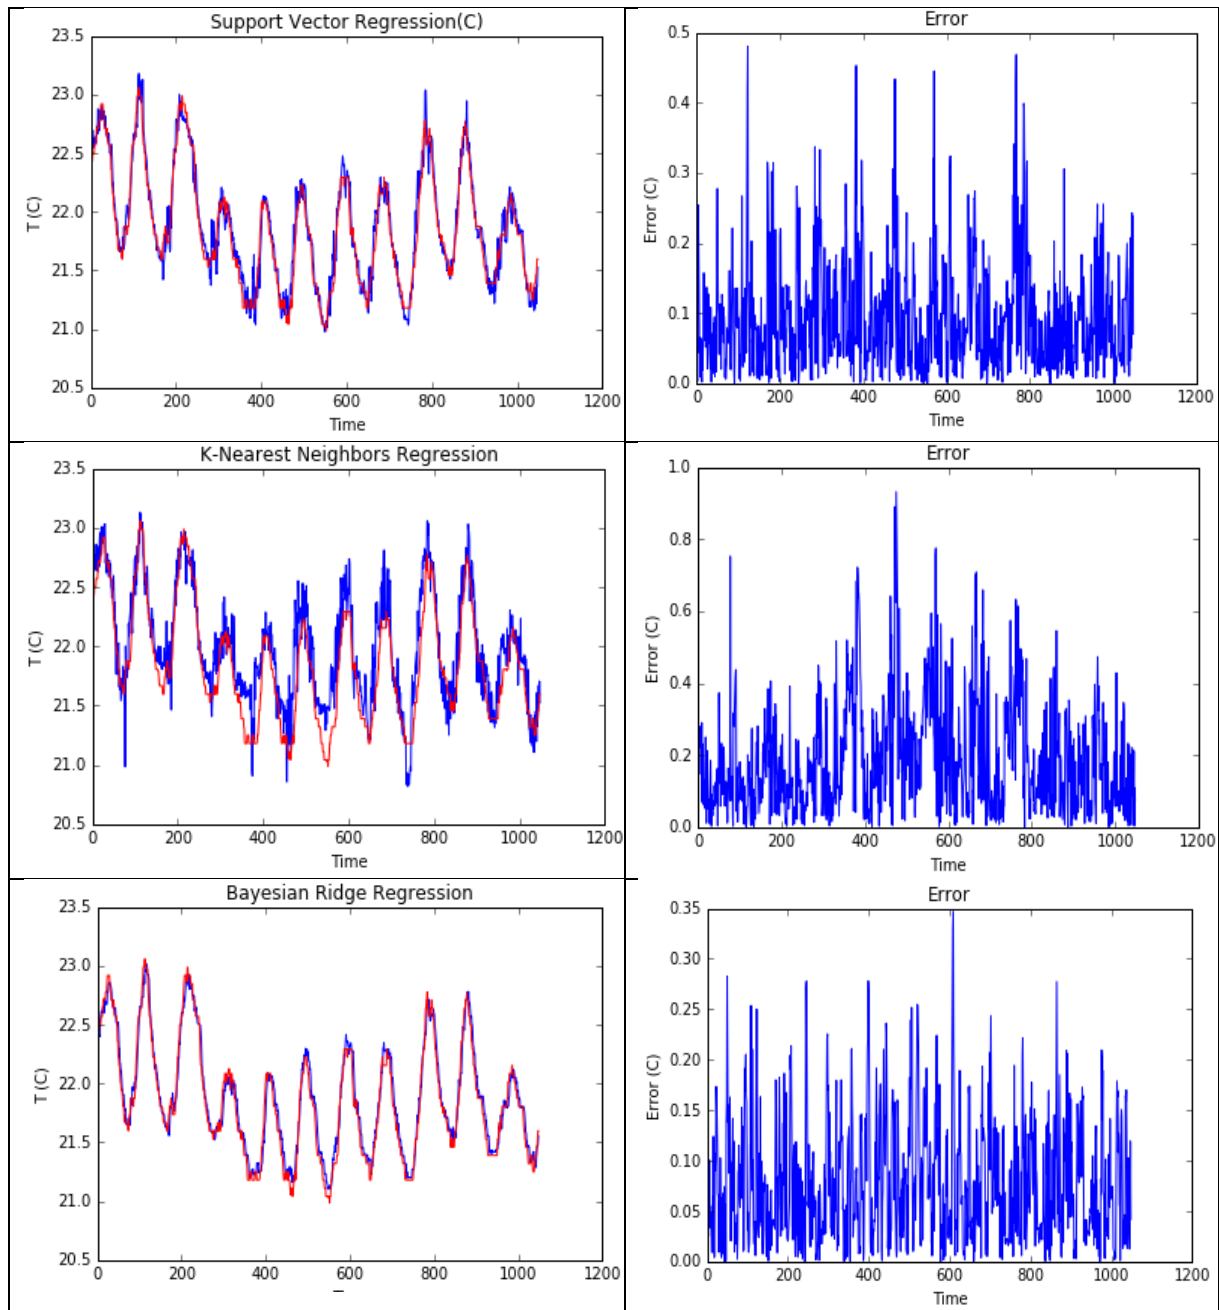 Support Vector Regression(C)
23.5
23.0
22.5
22.0
21.5
21.0
20.5
T (C)
0 200 400 600 800 1000 1200
Time
Error
0.5
0.4
0.3
0.2
0.1
0.0
Error (C)
0 200 400 600 800 1000 1200
Time
K-Nearest Neighbors Regression
23.5
23.0
22.5
22.0
21.5
21.0
20.5
T (C)
0 200 400 600 800 1000 1200
Time
Error
1.0
0.8
0.6
0.4
0.2
0.0
Error (C)
0 200 400 600 800 1000 1200
Time
Bayesian Ridge Regression
23.5
23.0
22.5
22.0
21.5
21.0
20.5
T (C)
0 200 400 600 800 1000 1200
Error
0.35
0.30
0.25
0.20
0.15
0.10
0.05
0.00
Error (C)
0 200 400 600 800 1000 1200
Time